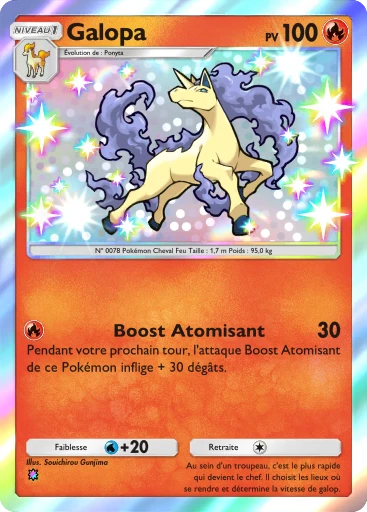 NIVEAU 1
Galopa
PV 100
Évolution de : Ponyta
N° 0078 Pokémon Cheval Feu Taille : 1,7 m Poids : 95,0 kg
Boost Atomisant 30
Pendant votre prochain tour, l'attaque Boost Atomisant
de ce Pokémon inflige + 30 dégâts.
Faiblesse +20
Retraite
Illus. Souichirou Gunjima
Au sein d'un troupeau, c'est le plus rapide
qui devient le chef. Il choisit les lieux où
se rendre et détermine la vitesse de galop.